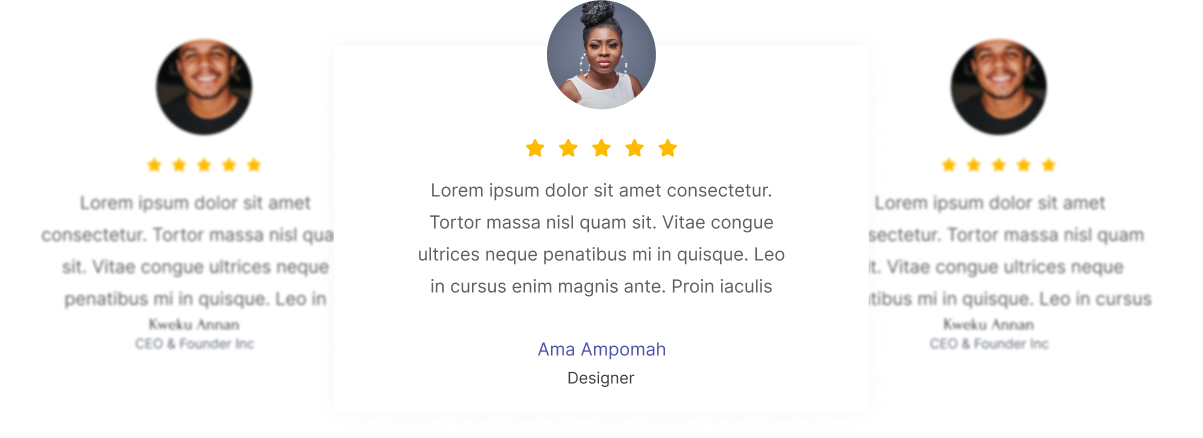 Lorem ipsum dolor sit amet
consectetur. Tortor massa nisl qua
sit. Vitae congue ultrices neque
penatibus mi in quisque. Leo in
Kweku Annan
CEO & Founder Inc
Lorem ipsum dolor sit amet consectetur.
Tortor massa nisl quam sit. Vitae congue
ultrices neque penatibus mi in quisque. Leo
in cursus enim magnis ante. Proin iaculis
Ama Ampomah
Designer
Lorem ipsum dolor sit amet
sectetur. Tortor massa nisl quam
it. Vitae congue ultrices neque
atibus mi in quisque. Leo in cursus
Kweku Annan
CEO & Founder Inc